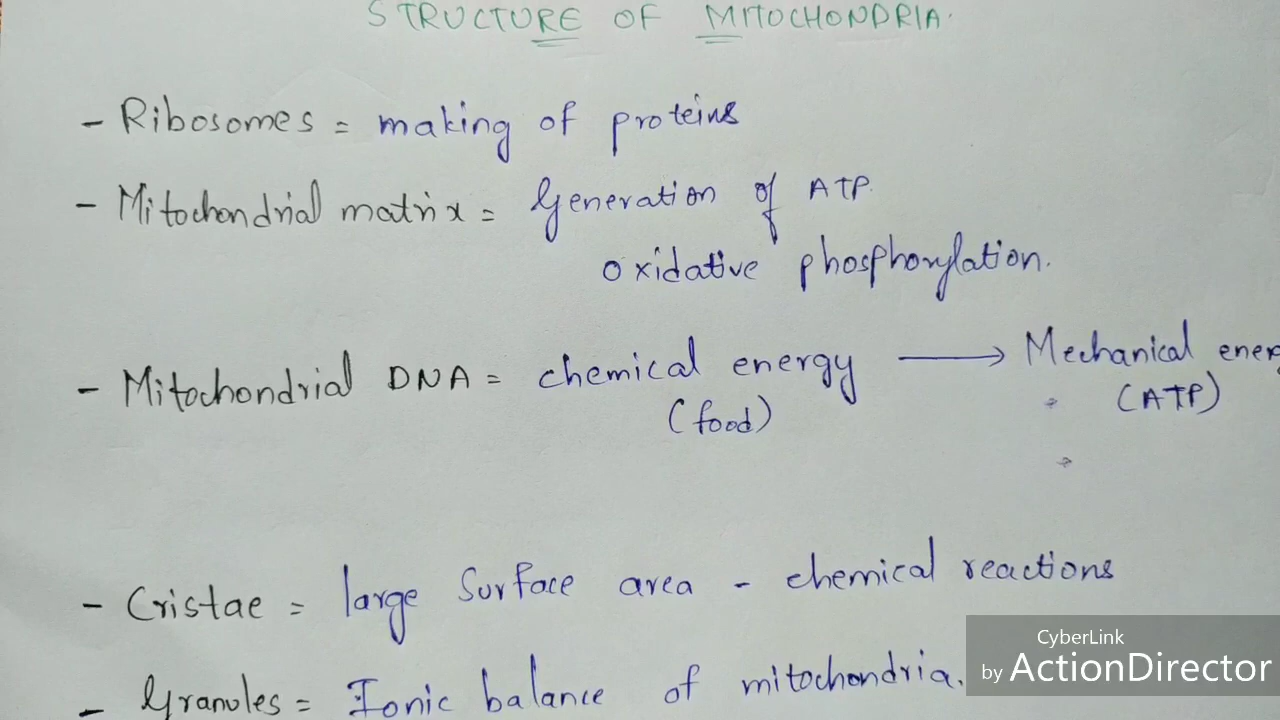 STRUCTURE OF MITOCHONDRIA.
- Ribosomes = making of proteins
- Mitochondrial matrix = Generation of ATP.
oxidative phosphorylation.
- Mitochondrial DNA = chemical energy → Mechanical ener
(food) (ATP)
- Cristae = large surface area - chemical reactions
- Granules = Ionic balance of mitochondria.
CyberLink
by ActionDirector